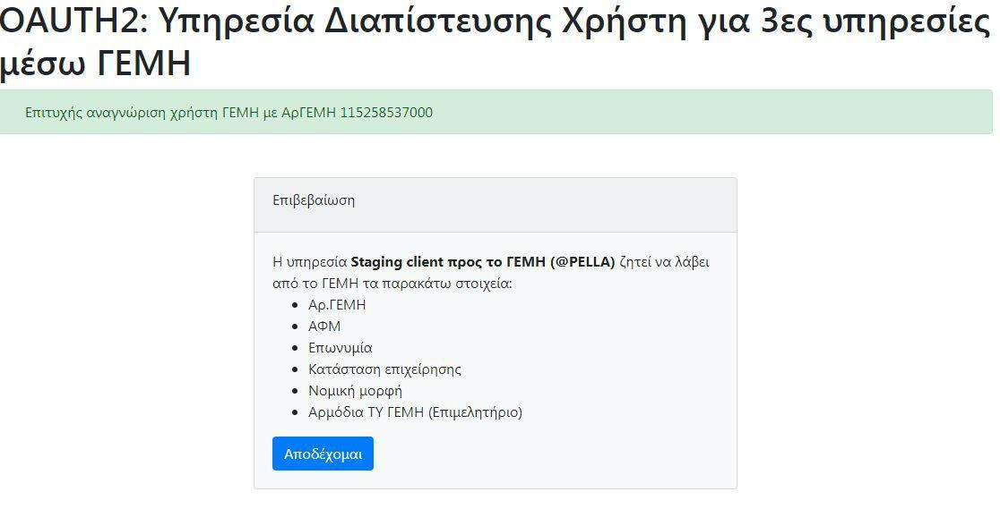 OAUTH2: Υπηρεσία Διαπίστευσης Χρήστη για 3ες υπηρεσίες
μέσω ΓΕΜΗ
Επιτυχής αναγνώριση χρήστη ΓΕΜΗ με ΑρΓΕΜΗ 115258537000
Επιβεβαίωση
Η υπηρεσία Staging client προς το ΓΕΜΗ (@PELLA) ζητεί να λάβει
από το ΓΕΜΗ τα παρακάτω στοιχεία:
• Αρ.ΓΕΜΗ
• ΑΦΜ
• Επωνυμία
• Κατάσταση επιχείρησης
• Νομική μορφή
• Αρμόδια ΤΥ ΓΕΜΗ (Επιμελητήριο)
Αποδέχομαι